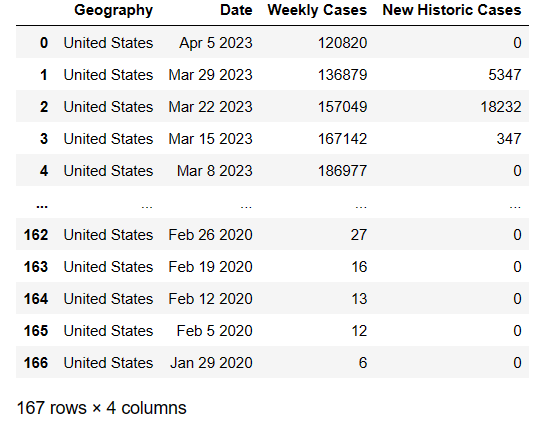 Geography Date Weekly Cases New Historic Cases
0 United States Apr 5 2023 120820 0
1 United States Mar 29 2023 136879 5347
2 United States Mar 22 2023 157049 18232
3 United States Mar 15 2023 167142 347
4 United States Mar 8 2023 186977 0
... ... ... ... ...
162 United States Feb 26 2020 27 0
163 United States Feb 19 2020 16 0
164 United States Feb 12 2020 13 0
165 United States Feb 5 2020 12 0
166 United States Jan 29 2020 6 0
167 rows × 4 columns